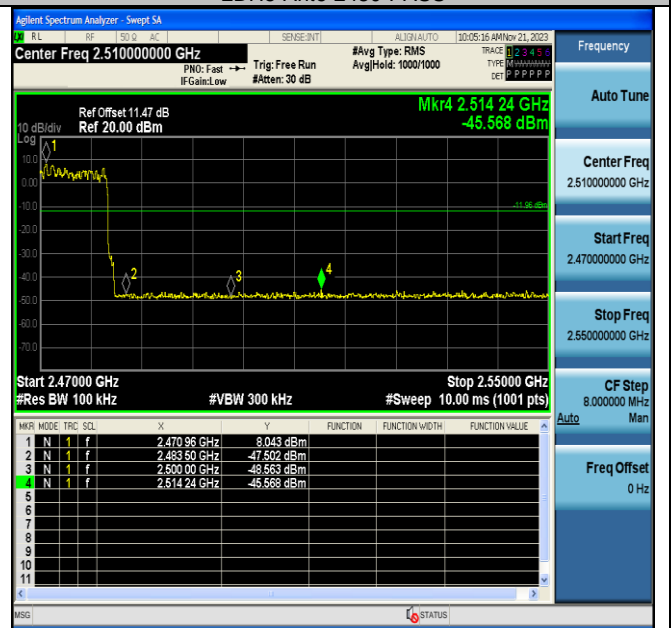 Agilent Spectrum Analyzer - Swept SA
RL RF 50 Ω AC SENSE:INT ALIGN AUTO 10:05:16 AM Nov 21, 2023
Center Freq 2.510000000 GHz
PNO: Fast
IFGain:Low
Trig: Free Run
#Atten: 30 dB
#Avg Type: RMS
Avg|Hold: 1000/1000
TRACE 1 2 3 4 5 6
TYPE M
DET P P P P P P
Frequency
Ref Offset 11.47 dB
10 dB/div Ref 20.00 dBm
Log
Mkr4 2.514 24 GHz
-45.568 dBm
10.0
0.00
-10.0
-20.0
-30.0
-40.0
-50.0
-60.0
-70.0
1
2
3
4
-11.96 dBm
Start 2.47000 GHz Stop 2.55000 GHz
#Res BW 100 kHz #VBW 300 kHz #Sweep 10.00 ms (1001 pts)
MKR MODE TRC SCL X Y FUNCTION FUNCTION WIDTH FUNCTION VALUE
1 N 1 f 2.470 96 GHz 8.043 dBm
2 N 1 f 2.483 50 GHz -47.502 dBm
3 N 1 f 2.500 00 GHz -48.563 dBm
4 N 1 f 2.514 24 GHz -45.568 dBm
5
6
7
8
9
10
11
MSG STATUS
Auto Tune
Center Freq
2.510000000 GHz
Start Freq
2.470000000 GHz
Stop Freq
2.550000000 GHz
CF Step
8.000000 MHz
Auto Man
Freq Offset
0 Hz